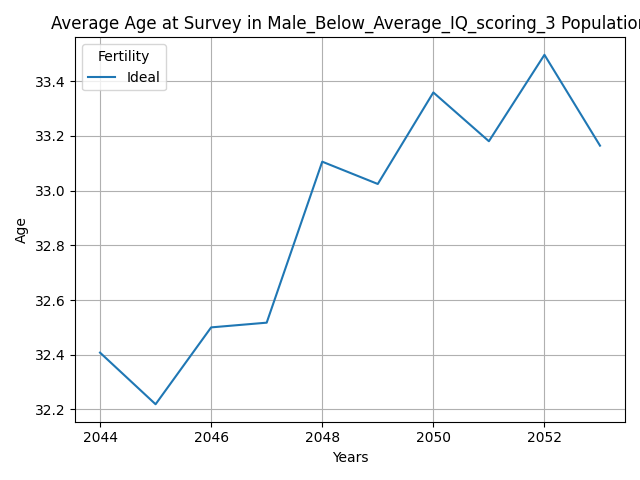 Average Age at Survey in Male_Below_Average_IQ_scoring_3 Population
Fertility
Ideal
33.4
33.2
33.0
32.8
32.6
32.4
32.2
Age
2044
2046
2048
2050
2052
Years